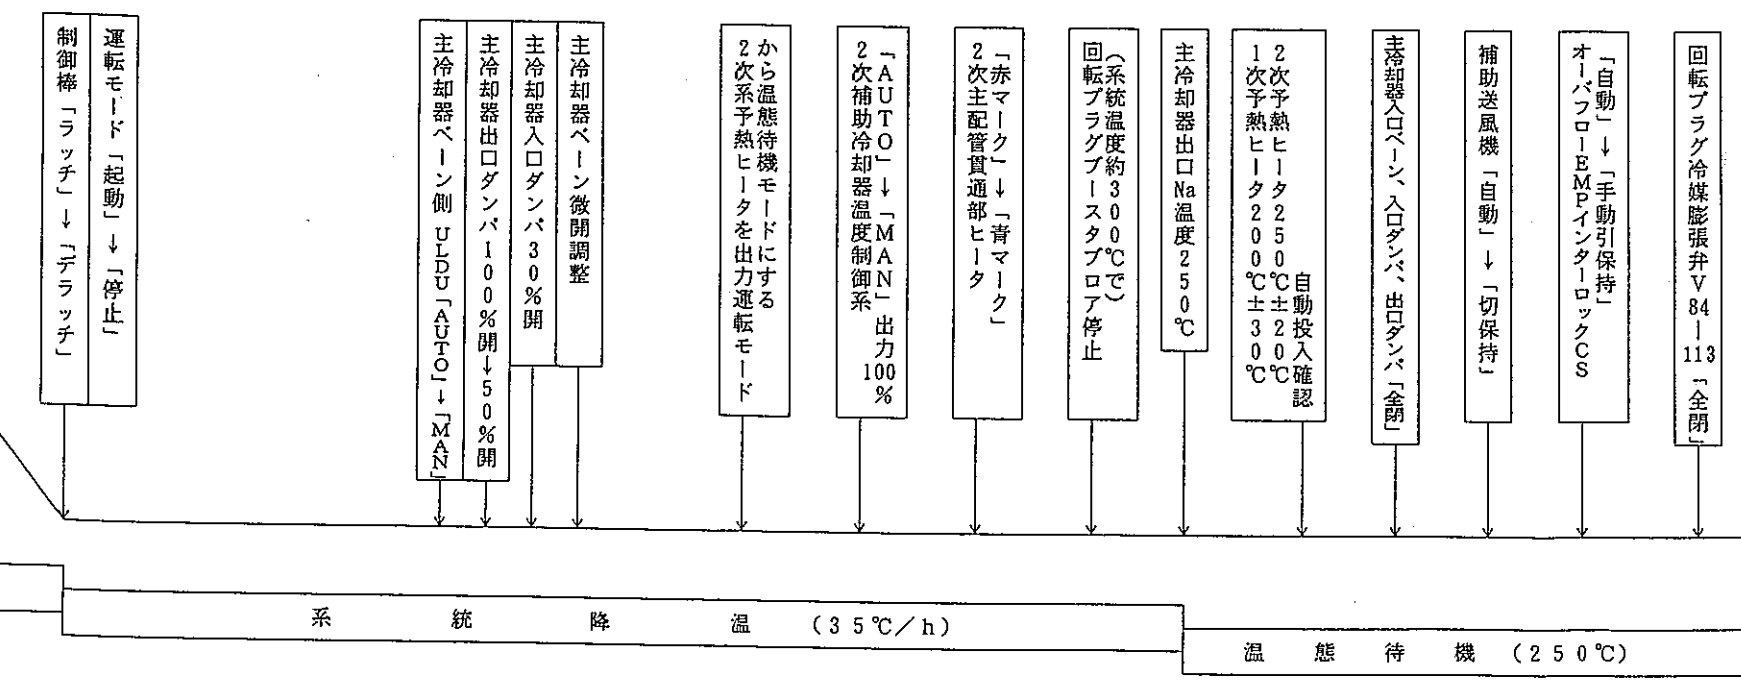 制御棒「ラッチ」→「デラッチ」
運転モード「起動」→「停止」
主冷却器ベーン側 ULDU「AUTO」→「MAN」
主冷却器出口ダンパ100%開→50%開
主冷却器入口ダンパ30%開
主冷却器ベーン微開調整
2次系予熱ヒータを出力運転モード
から温態待機モードにする
2次補助冷却器温度制御系
「AUTO」→「MAN」出力100%
2次主配管貫通部ヒータ
「赤マーク」→「青マーク」
回転プラグブースタブロア停止
(系統温度約300℃で)
主冷却器出口Na温度250℃
1次予熱ヒータ200℃±30℃
2次予熱ヒータ250℃±20℃
自動投入確認
主冷却器入口ベーン、入口ダンパ、出口ダンパ「全閉」
補助送風機「自動」→「切保持」
オーバフローEMPインターロックCS
「自動」→「手動引保持」
回転プラグ冷媒膨張弁V84-113「全閉」
系統降温(35℃/h)
温態待機(250℃)